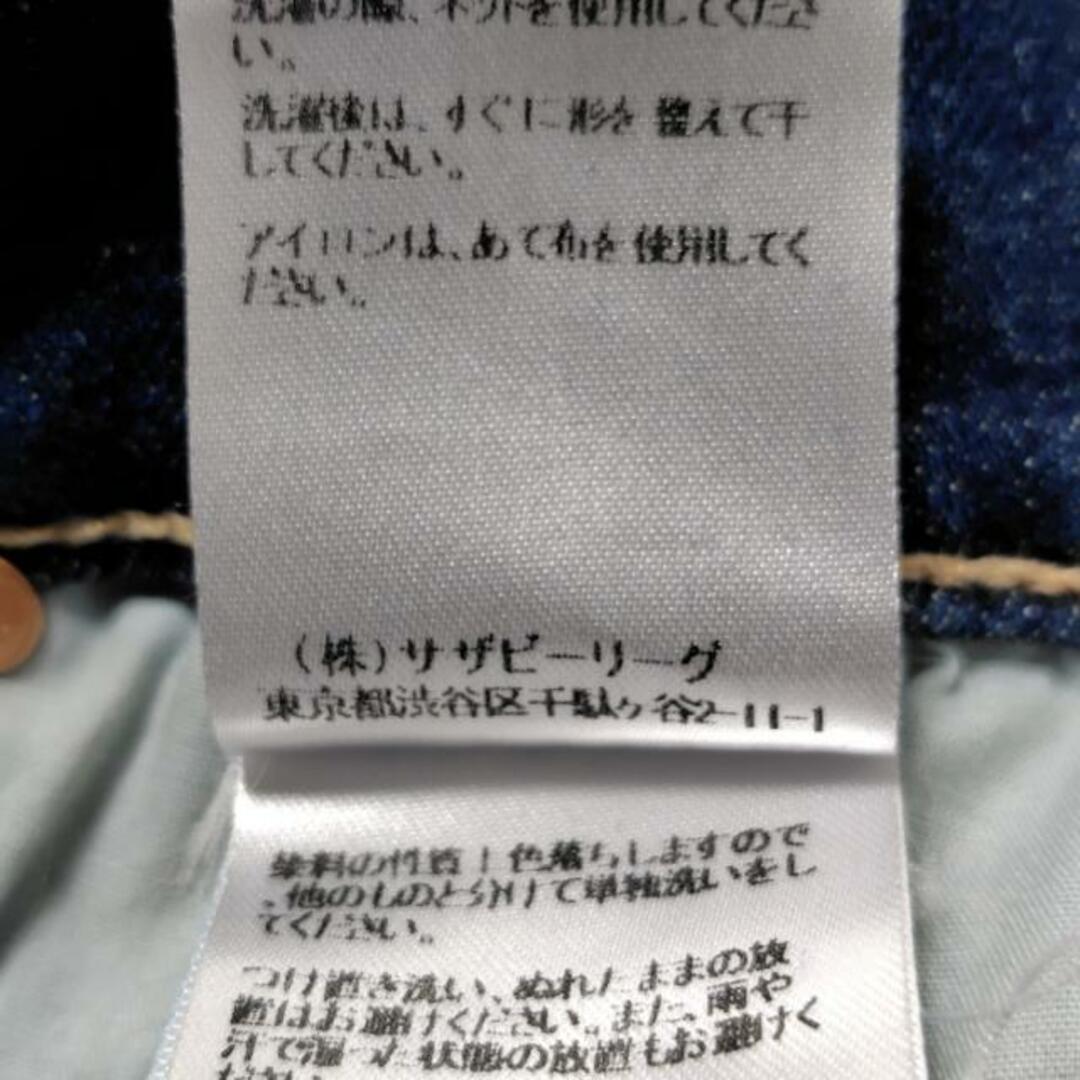 洗濯の際、ネットを使用してくださ
い。
洗濯後は、すぐに形を整えて干
してください。
アイロンは、あて布を使用してく
ださい。
(株)サザビーリーグ
東京都渋谷区千駄ヶ谷2-11-1
染料の性質上色落ちしますので
、他のものと分けて単独洗いをし
てください。
つけ置き洗い、ぬれたままの放
置はお避けください。また、雨や
汗で湿った状態の放置もお避けく
ださい